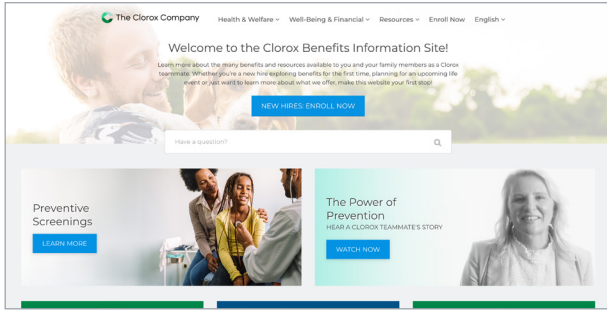 The Clorox Company
Health & Welfare Well-Being & Financial Resources Enroll Now English
Welcome to the Clorox Benefits Information Site!
Learn more about the many benefits and resources available to you and your family members as a Clorox
teammate. Whether you're a new hire exploring benefits for the first time, planning for an upcoming life
event or just want to learn more about what we offer, make this website your first stop!
NEW HIRES: ENROLL NOW
Have a question?
Preventive
Screenings
LEARN MORE
The Power of
Prevention
HEAR A CLOROX TEAMMATE'S STORY
WATCH NOW